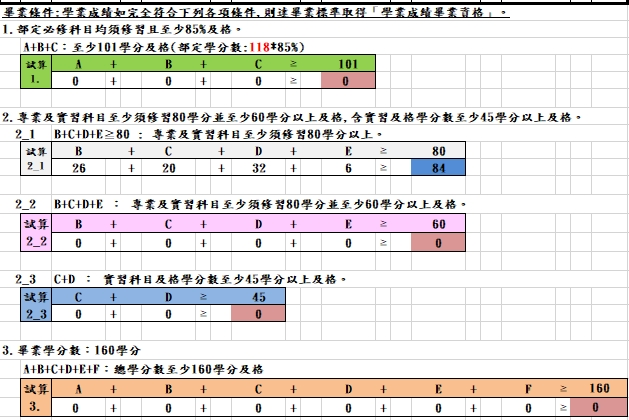 畢業條件:學業成績如完全符合下列各項條件,則達畢業標準取得「學業成績畢業資格」。
1.部定必修科目均須修習且至少85%及格。
A+B+C:至少101學分及格(部定學分數:118*85%)
試算 A + B + C ≥ 101
1. 0 + 0 + 0 ≥ 0
2.專業及實習科目至少須修習80學分並至少60學分以上及格,含實習及格學分數至少45學分以上及格。
2_1 B+C+D+E≧80 : 專業及實習科目至少須修習80學分以上。
試算 B + C + D + E ≥ 80
2_1 26 + 20 + 32 + 6 ≥ 84
2_2 B+C+D+E : 專業及實習科目至少須修習80學分並至少60學分以上及格。
試算 B + C + D + E ≥ 60
2_2 0 + 0 + 0 + 0 ≥ 0
2_3 C+D : 實習科目及格學分數至少45學分以上及格。
試算 C + D ≥ 45
2_3 0 + 0 ≥ 0
3.畢業學分數:160學分
A+B+C+D+E+F:總學分數至少160學分及格
試算 A + B + C + D + E + F ≥ 160
3. 0 + 0 + 0 + 0 + 0 + 0 ≥ 0